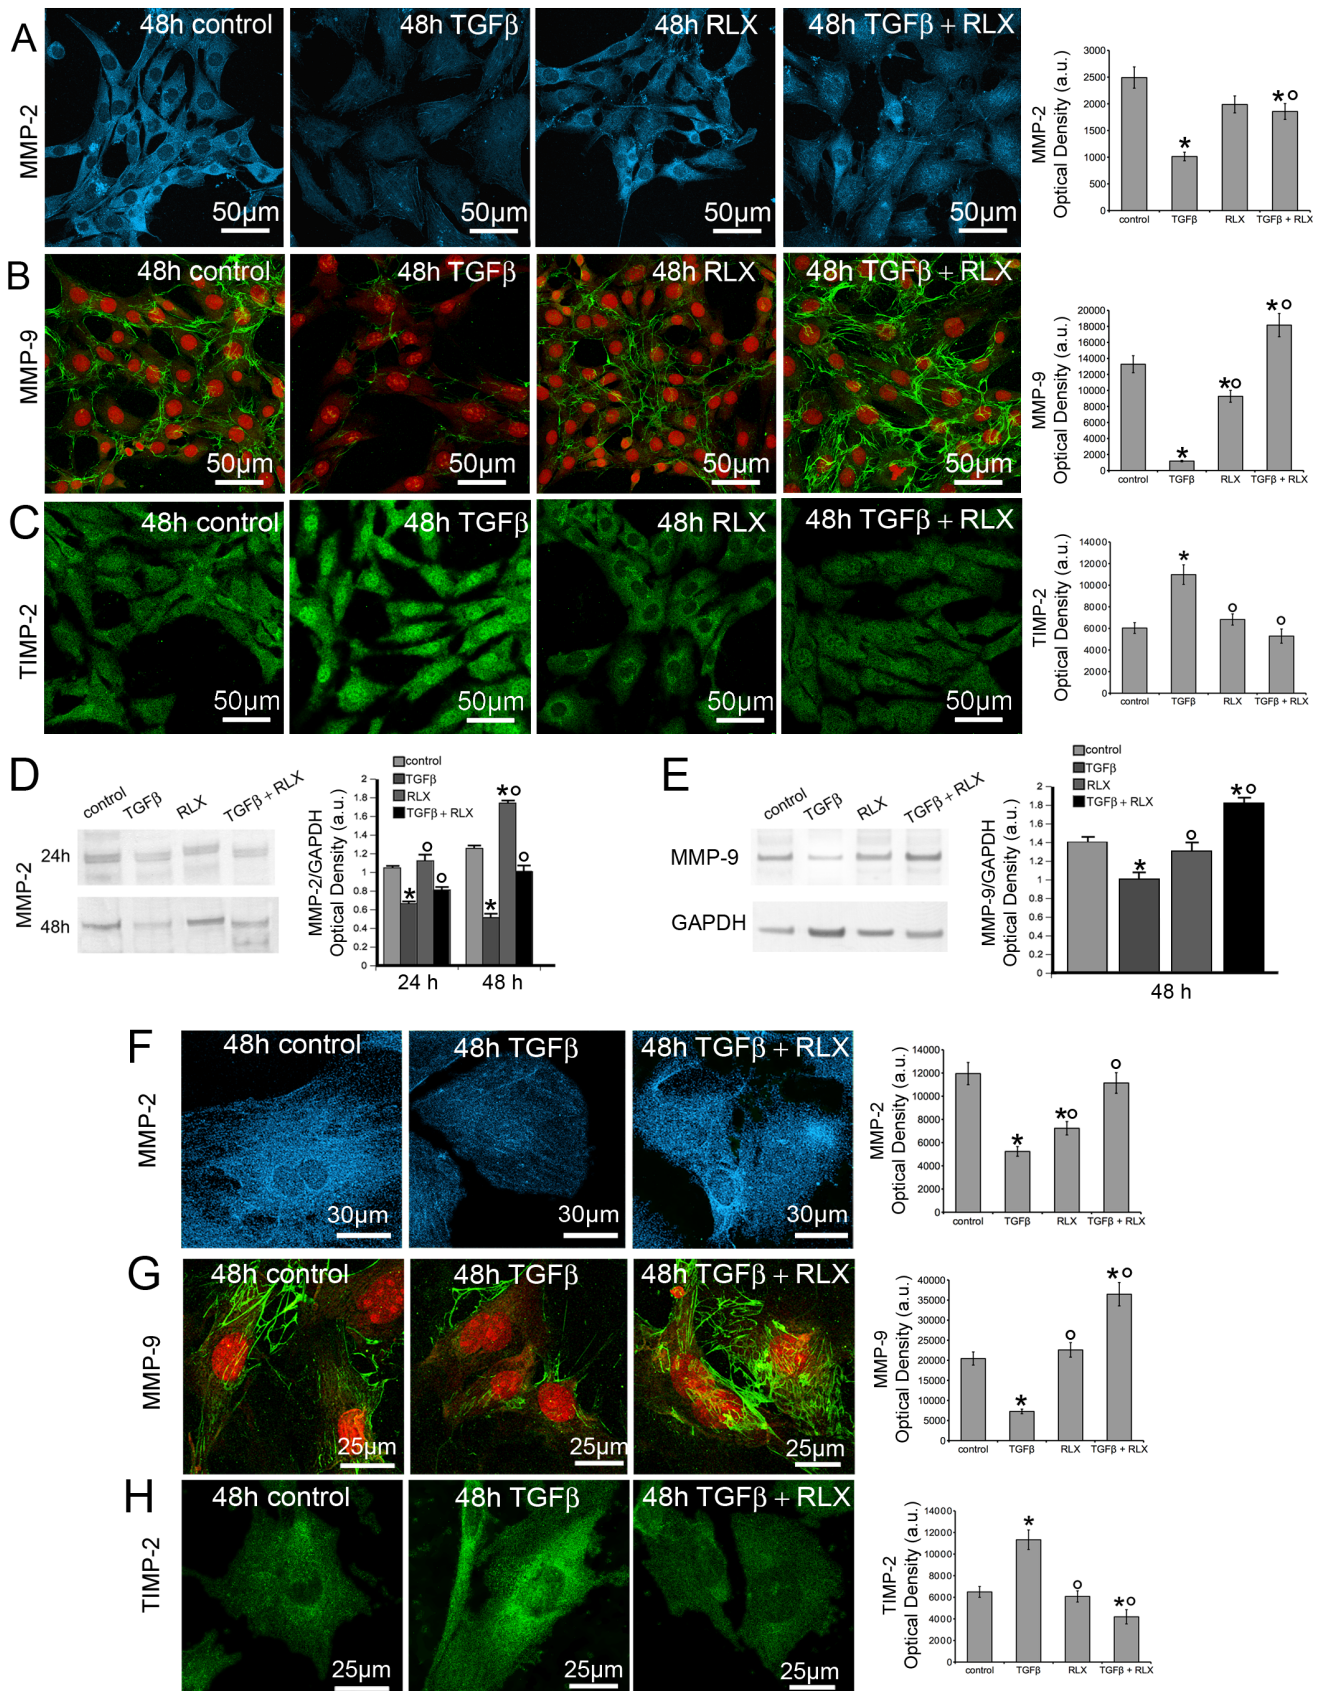 A
MMP-2
48h control
48h TGFβ
48h RLX
48h TGFβ + RLX
50µm
50µm
50µm
50µm
MMP-2
Optical Density (a.u.)
3000
2500
2000
1500
1000
500
0
*
* o
control
TGFβ
RLX
TGFβ + RLX
B
MMP-9
48h control
48h TGFβ
48h RLX
48h TGFβ + RLX
50µm
50µm
50µm
50µm
MMP-9
Optical Density (a.u.)
20000
18000
16000
14000
12000
10000
8000
6000
4000
2000
0
*
*o
* o
control
TGFβ
RLX
TGFβ + RLX
C
TIMP-2
48h control
48h TGFβ
48h RLX
48h TGFβ + RLX
50µm
50µm
50µm
50µm
TIMP-2
Optical Density (a.u.)
14000
12000
10000
8000
6000
4000
2000
0
*
o
o
control
TGFβ
RLX
TGFβ + RLX
D
MMP-2
control
TGFβ
RLX
TGFβ + RLX
24h
48h
MMP-2/GAPDH
Optical Density (a.u.)
control
TGFβ
RLX
TGFβ + RLX
2
1.8
1.6
1.4
1.2
1
0.8
0.6
0.4
0.2
0
*
o
o
*
* o
o
24 h
48 h
E
control
TGFβ
RLX
TGFβ + RLX
MMP-9
GAPDH
MMP-9/GAPDH
Optical Density (a.u.)
control
TGFβ
RLX
TGFβ + RLX
2
1.8
1.6
1.4
1.2
1
0.8
0.6
0.4
0.2
0
*
o
* o
48 h
F
MMP-2
48h control
48h TGFβ
48h TGFβ + RLX
30µm
30µm
30µm
MMP-2
Optical Density (a.u.)
14000
12000
10000
8000
6000
4000
2000
0
*
*o
o
control
TGFβ
RLX
TGFβ + RLX
G
MMP-9
48h control
48h TGFβ
48h TGFβ + RLX
25µm
25µm
25µm
MMP-9
Optical Density (a.u.)
40000
35000
30000
25000
20000
15000
10000
5000
0
*
o
* o
control
TGFβ
RLX
TGFβ + RLX
H
TIMP-2
48h control
48h TGFβ
48h TGFβ + RLX
25µm
25µm
25µm
TIMP-2
Optical Density (a.u.)
14000
12000
10000
8000
6000
4000
2000
0
*
o
*o
control
TGFβ
RLX
TGFβ + RLX